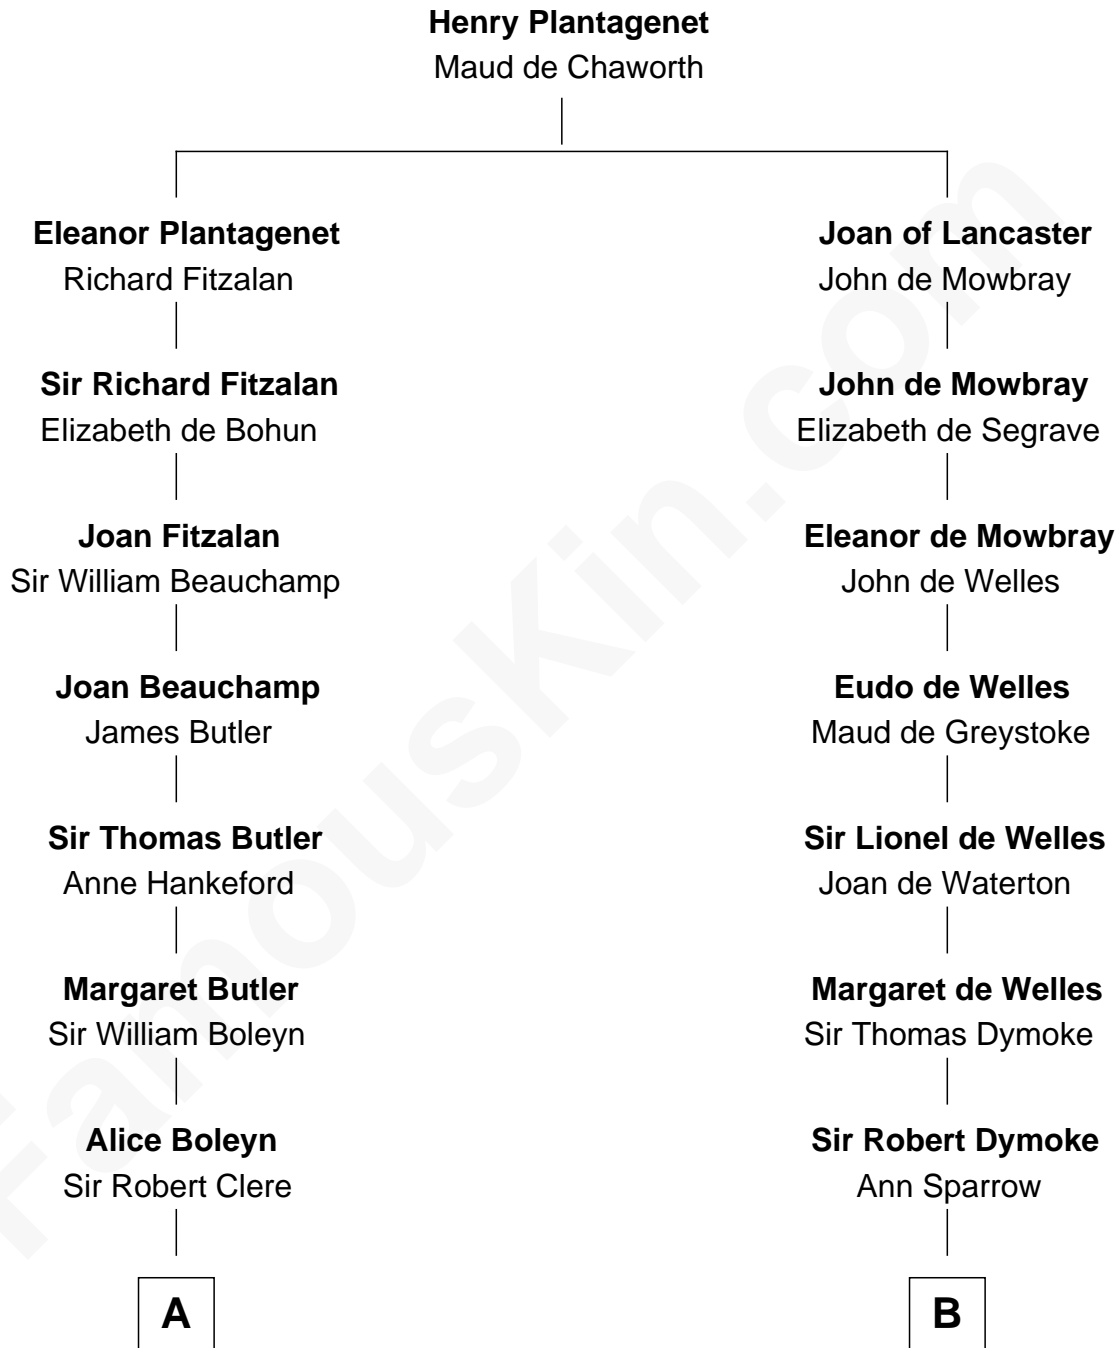 Henry Plantagenet
Maud de Chaworth
Eleanor Plantagenet
Richard Fitzalan
Joan of Lancaster
John de Mowbray
Sir Richard Fitzalan
Elizabeth de Bohun
John de Mowbray
Elizabeth de Segrave
Joan Fitzalan
Sir William Beauchamp
Eleanor de Mowbray
John de Welles
Joan Beauchamp
James Butler
Eudo de Welles
Maud de Greystoke
Sir Thomas Butler
Anne Hankeford
Sir Lionel de Welles
Joan de Waterton
Margaret Butler
Sir William Boleyn
Margaret de Welles
Sir Thomas Dymoke
Alice Boleyn
Sir Robert Clere
Sir Robert Dymoke
Ann Sparrow
A
B
FamousKin.com